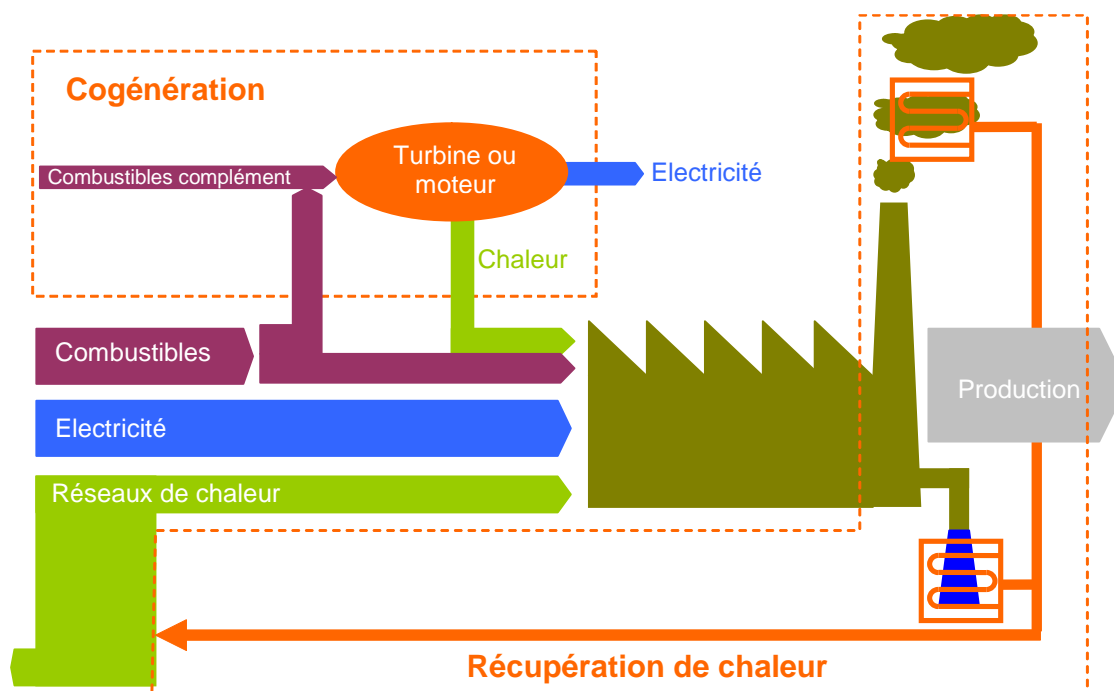 Cogénération
Combustibles complément
Turbine ou
moteur
Electricité
Chaleur
Combustibles
Production
Electricité
Réseaux de chaleur
Récupération de chaleur